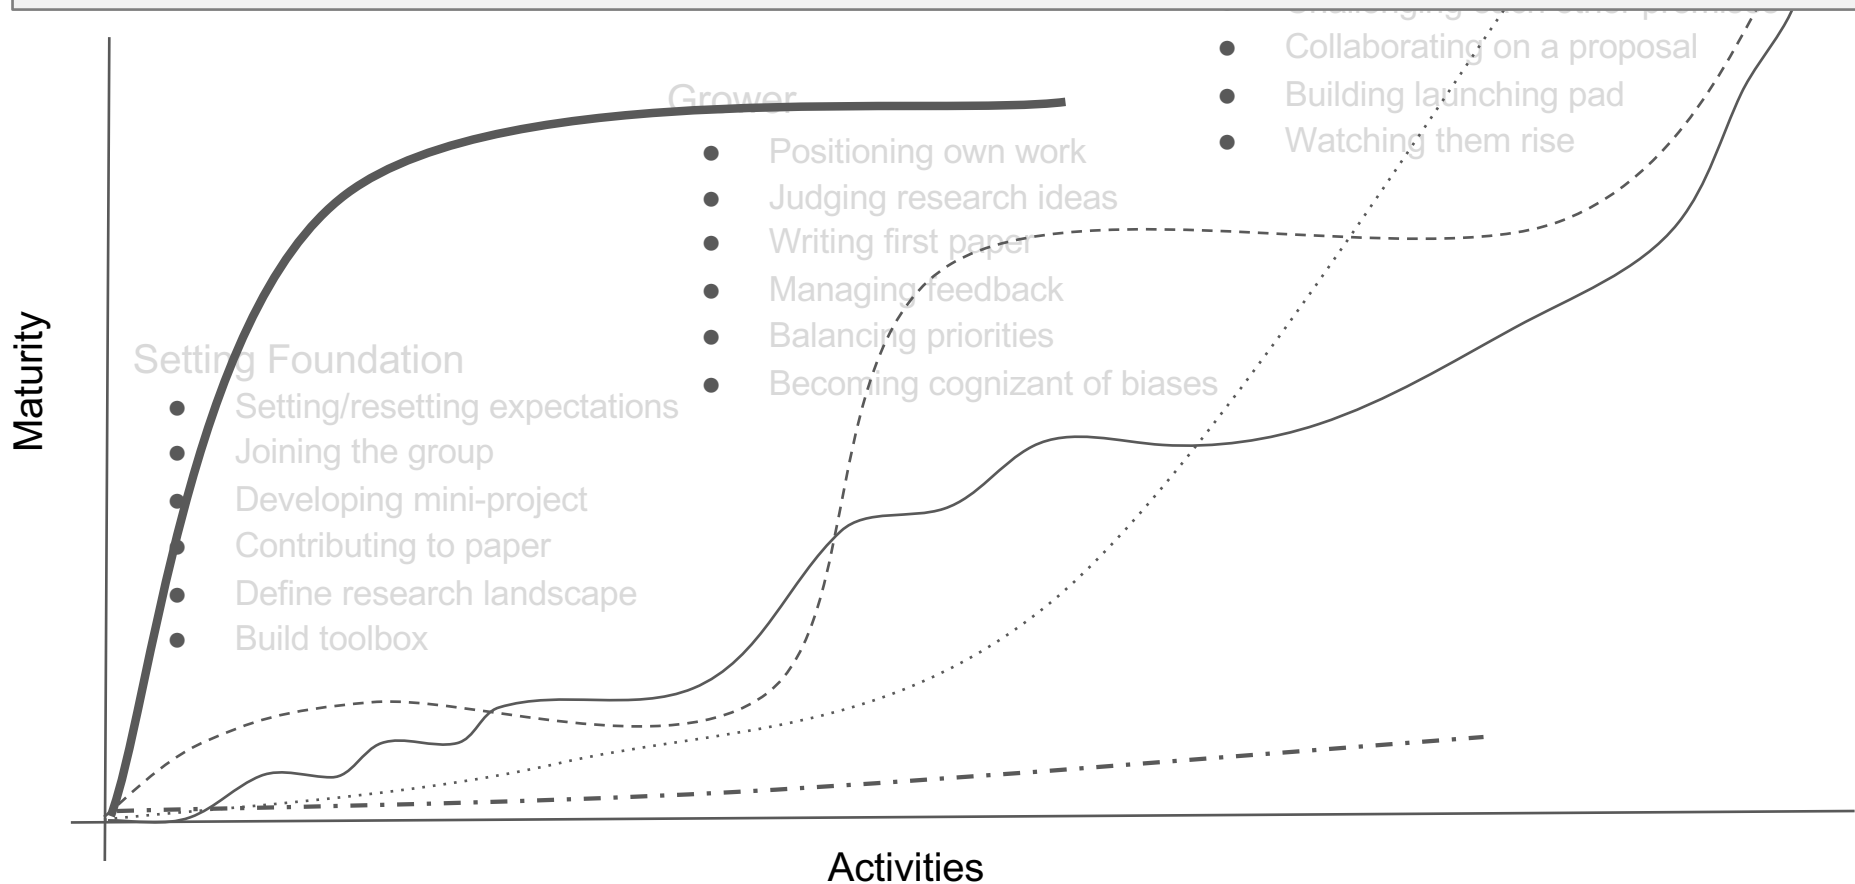 Collaborating on a proposal
Building launching pad
Watching them rise
Grower
Positioning own work
Judging research ideas
Writing first paper
Managing feedback
Balancing priorities
Becoming cognizant of biases
Setting Foundation
Setting/resetting expectations
Joining the group
Developing mini-project
Contributing to paper
Define research landscape
Build toolbox
Maturity
Activities